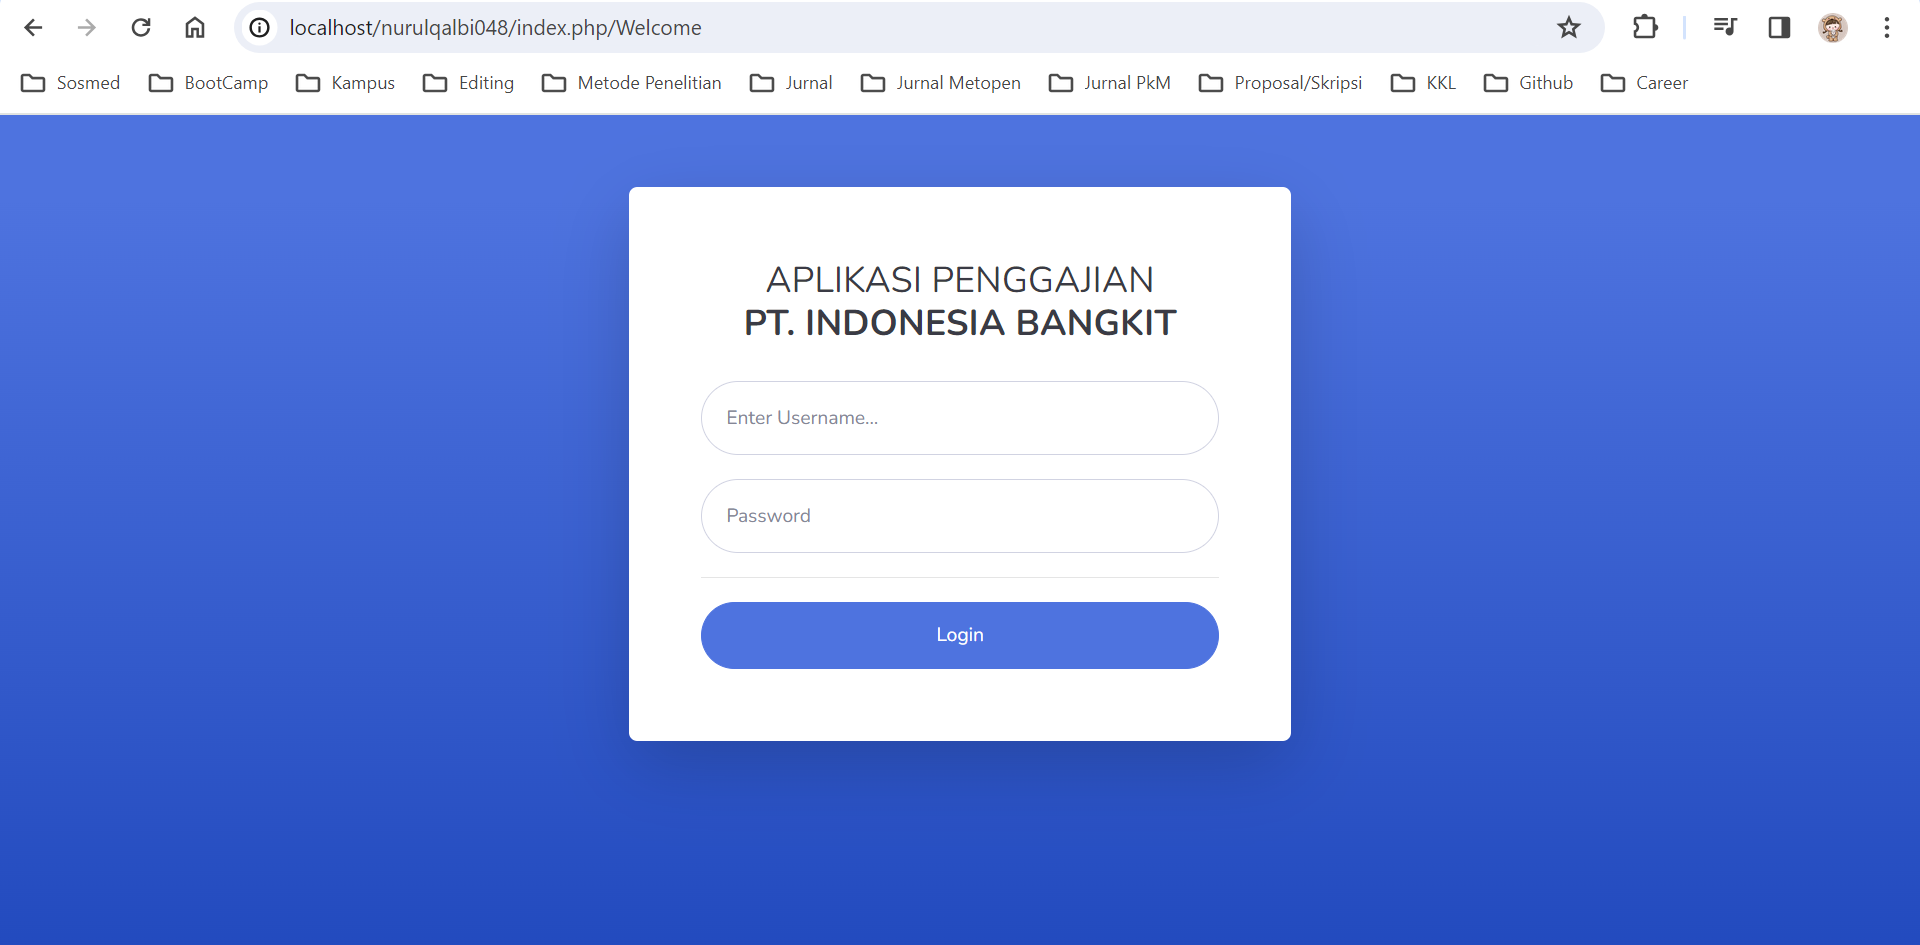 localhost/nurulqalbi048/index.php/Welcome
Sosmed BootCamp Kampus Editing Metode Penelitian Jurnal Jurnal Metopen Jurnal PkM Proposal/Skripsi KKL Github Career
APLIKASI PENGGAJIAN
PT. INDONESIA BANGKIT
Enter Username...
Password
Login